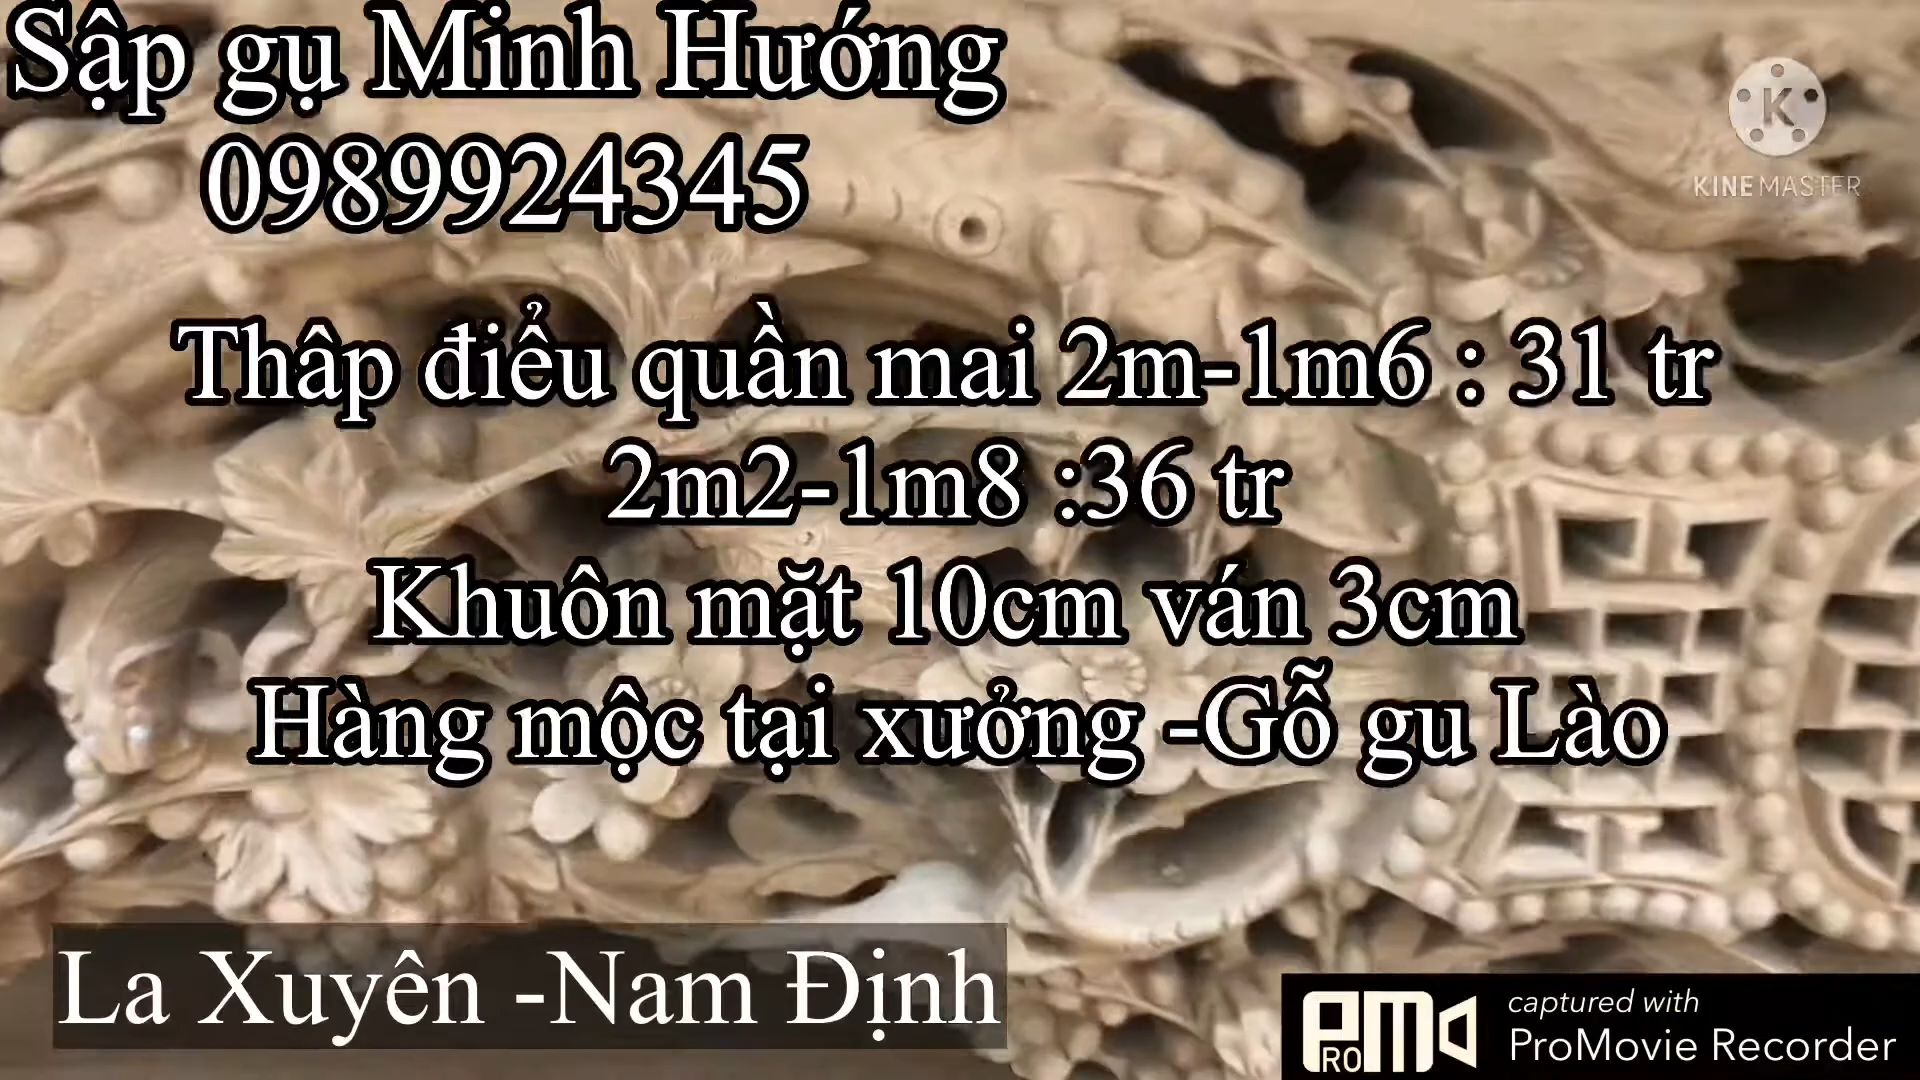 Sập gụ Minh Hướng
0989924345
KINEMASTER
Thâp điểu quần mai 2m-1m6 : 31 tr
2m2-1m8 :36 tr
Khuôn mặt 10cm ván 3cm
Hàng mộc tại xưởng -Gỗ gu Lào
La Xuyên -Nam Định
PROM
captured with
ProMovie Recorder